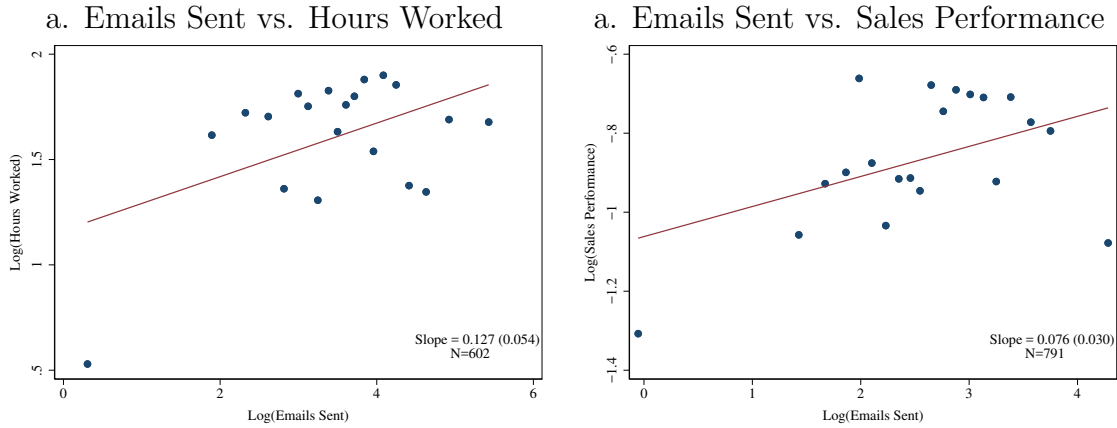 a. Emails Sent vs. Hours Worked
2
1.5
1
.5
Log(Hours Worked)
Slope = 0.127 (0.054)
N=602
0
2
4
6
Log(Emails Sent)
a. Emails Sent vs. Sales Performance
−.6
−.8
−1
−1.2
−1.4
Log(Sales Performance)
Slope = 0.076 (0.030)
N=791
0
1
2
3
4
Log(Emails Sent)